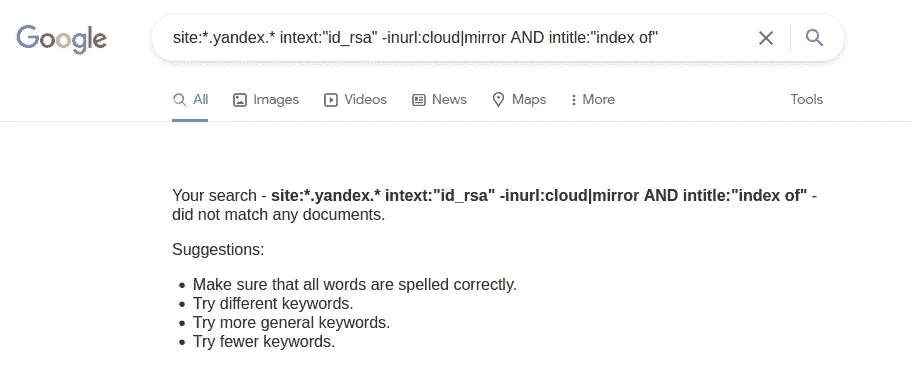 Google
site:*.yandex.* intext:"id_rsa" -inurl:cloud|mirror AND intitle:"index of"
All Images Videos News Maps More Tools
Your search - site:*.yandex.* intext:"id_rsa" -inurl:cloud|mirror AND intitle:"index of" -
did not match any documents.
Suggestions:
Make sure that all words are spelled correctly.
Try different keywords.
Try more general keywords.
Try fewer keywords.